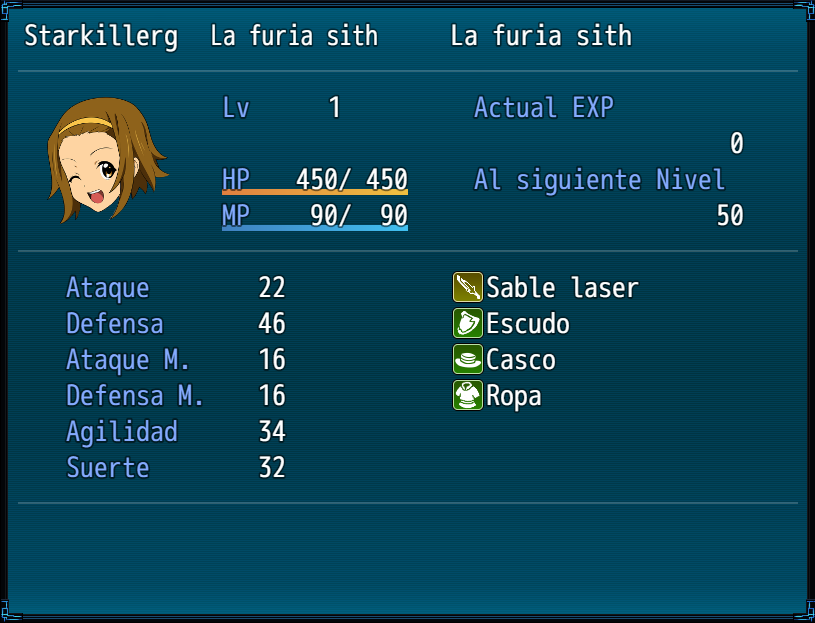 Starkillerg La furia sith La furia sith
Lv 1 Actual EXP
0
HP 450/ 450 Al siguiente Nivel
MP 90/ 90 50
Ataque 22 Sable laser
Defensa 46 Escudo
Ataque M. 16 Casco
Defensa M. 16 Ropa
Agilidad 34
Suerte 32